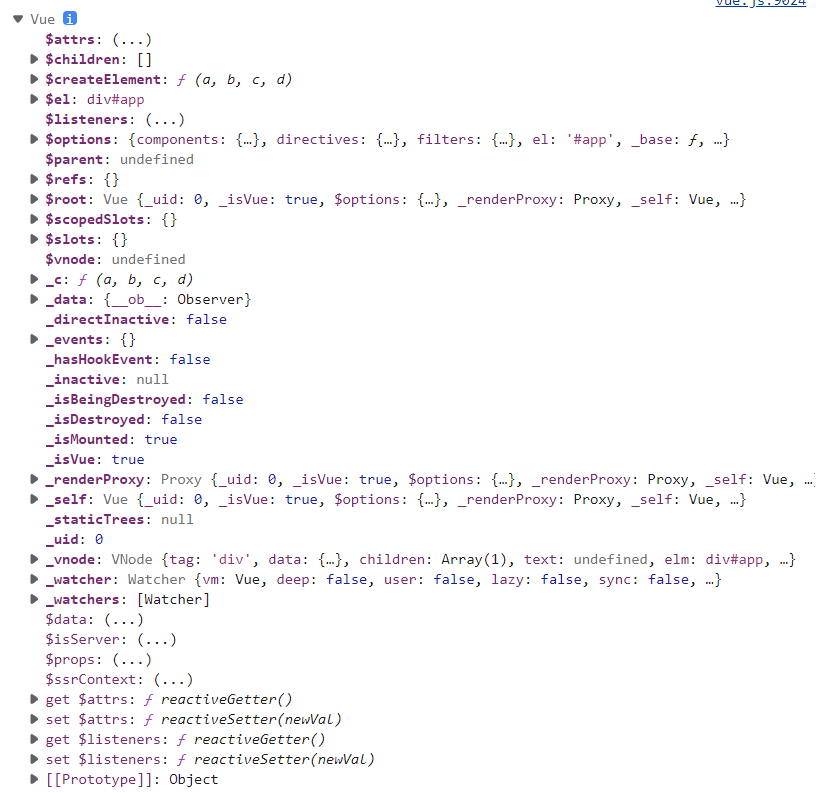 vue.js:9024
Vue i
$attrs: (...)
$children: []
$createElement: ƒ (a, b, c, d)
$el: div#app
$listeners: (...)
$options: {components: {…}, directives: {…}, filters: {…}, el: '#app', _base: ƒ, …}
$parent: undefined
$refs: {}
$root: Vue {_uid: 0, _isVue: true, $options: {…}, _renderProxy: Proxy, _self: Vue, …}
$scopedSlots: {}
$slots: {}
$vnode: undefined
_c: ƒ (a, b, c, d)
_data: {__ob__: Observer}
_directInactive: false
_events: {}
_hasHookEvent: false
_inactive: null
_isBeingDestroyed: false
_isDestroyed: false
_isMounted: true
_isVue: true
_renderProxy: Proxy {_uid: 0, _isVue: true, $options: {…}, _renderProxy: Proxy, _self: Vue, …}
_self: Vue {_uid: 0, _isVue: true, $options: {…}, _renderProxy: Proxy, _self: Vue, …}
_staticTrees: null
_uid: 0
_vnode: VNode {tag: 'div', data: {…}, children: Array(1), text: undefined, elm: div#app, …}
_watcher: Watcher {vm: Vue, deep: false, user: false, lazy: false, sync: false, …}
_watchers: [Watcher]
$data: (...)
$isServer: (...)
$props: (...)
$ssrContext: (...)
get $attrs: ƒ reactiveGetter()
set $attrs: ƒ reactiveSetter(newVal)
get $listeners: ƒ reactiveGetter()
set $listeners: ƒ reactiveSetter(newVal)
[[Prototype]]: Object